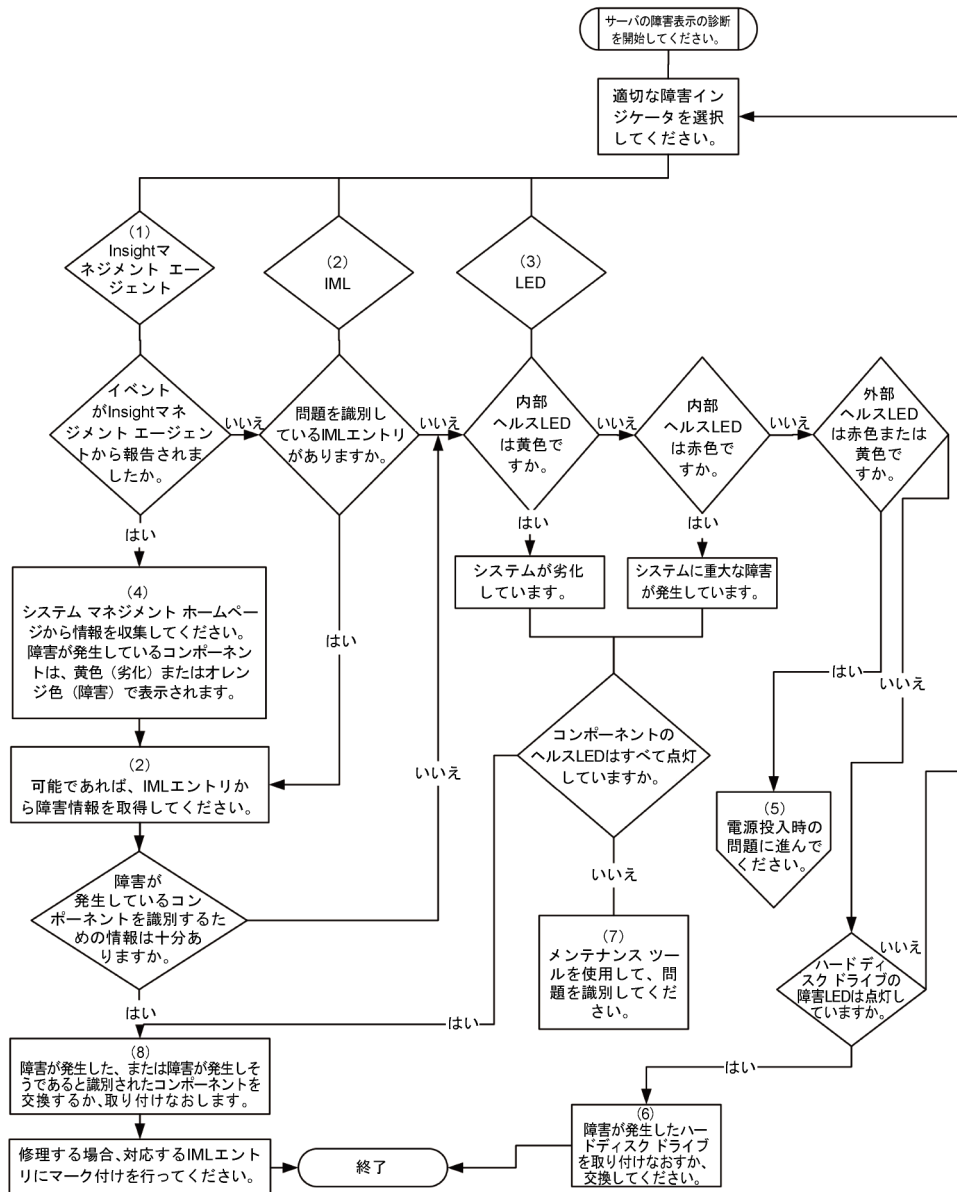 サーバの障害表示の診断
を開始してください。
適切な障害イン
ジケータを選択
してください。
(1)
Insightマ
ネジメント エー
ジェント
(2)
IML
(3)
LED
イベント
がInsightマネ
ジメント エージェン
トから報告されま
したか。
いいえ
問題を識別し
ているIMLエントリ
がありますか。
いいえ
内部
ヘルスLED
は黄色で
すか。
いいえ
内部
ヘルスLED
は赤色で
すか。
いいえ
外部
ヘルスLED
は赤色または
黄色で
すか。
はい
はい
はい
(4)
システム マネジメント ホームペー
ジから情報を収集してください。
障害が発生しているコンポーネン
トは、黄色（劣化）またはオレン
ジ色（障害）で表示されます。
はい
システムが劣化
しています。
システムに重大な障害
が発生しています。
はい
いいえ
(2)
可能であれば、IMLエントリか
ら障害情報を取得してください。
いいえ
コンポーネントの
ヘルスLEDはすべて点灯
していますか。
(5)
電源投入時の
問題に進んで
ください。
障害が
発生しているコン
ポーネントを識別するた
めの情報は十分あり
ますか。
いいえ
(7)
メンテナンス ツー
ルを使用して、問
題を識別してくだ
さい。
いいえ
ハード ディ
スク ドライブの
障害LEDは点灯し
ていますか。
はい
はい
(8)
障害が発生した、または障害が発生しそ
うであると識別されたコンポーネントを
交換するか、取り付けなおします。
はい
(6)
障害が発生したハー
ドディスク ドライブ
を取り付けなおすか、
交換してください。
修理する場合、対応するIMLエント
リにマーク付けを行ってください。
終了